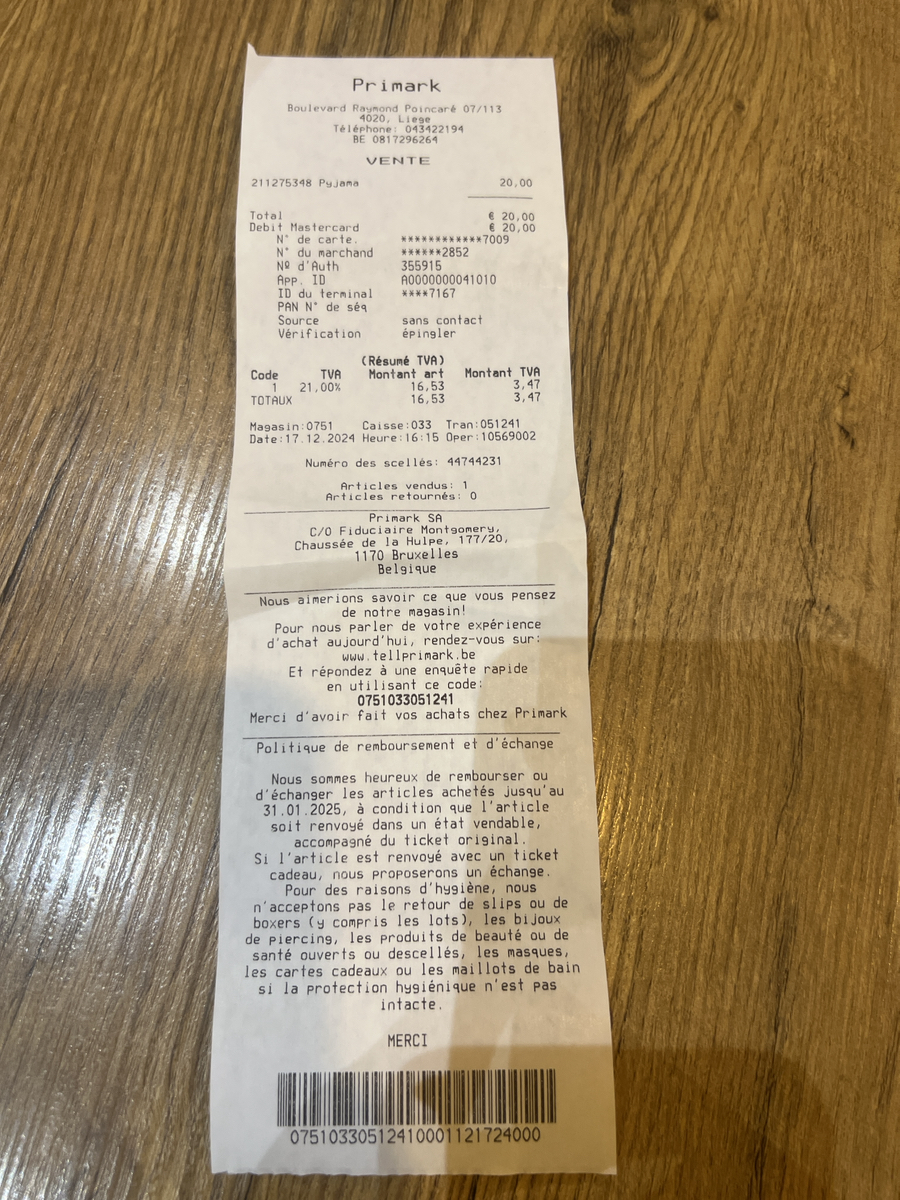 Primark
Boulevard Raymond Poincaré 07/113
4020, Liege
Téléphone: 043422194
BE 0817296264
VENTE
211275348 Pyjama 20,00
Total € 20,00
Debit Mastercard € 20,00
N° de carte. ************7009
N° du marchand ******2852
Nº d'Auth 355915
App. ID A0000000041010
ID du terminal ****7167
PAN N° de séq
Source sans contact
Vérification épingler
(Résumé TVA)
Code TVA Montant art Montant TVA
1 21,00% 16,53 3,47
TOTAUX 16,53 3,47
Magasin:0751 Caisse:033 Tran:051241
Date:17.12.2024 Heure:16:15 Oper:10569002
Numéro des scellés: 44744231
Articles vendus: 1
Articles retournés: 0
Primark SA
C/O Fiduciaire Montgomery,
Chaussée de la Hulpe, 177/20,
1170 Bruxelles
Belgique
Nous aimerions savoir ce que vous pensez
de notre magasin!
Pour nous parler de votre expérience
d'achat aujourd'hui, rendez-vous sur:
www.tellprimark.be
Et répondez à une enquête rapide
en utilisant ce code:
0751033051241
Merci d'avoir fait vos achats chez Primark
Politique de remboursement et d'échange
Nous sommes heureux de rembourser ou
d'échanger les articles achetés jusqu'au
31.01.2025, à condition que l'article
soit renvoyé dans un état vendable,
accompagné du ticket original.
Si l'article est renvoyé avec un ticket
cadeau, nous proposerons un échange.
Pour des raisons d'hygiène, nous
n'acceptons pas le retour de slips ou de
boxers (y compris les lots), les bijoux
de piercing, les produits de beauté ou de
santé ouverts ou descellés, les masques,
les cartes cadeaux ou les maillots de bain
si la protection hygiénique n'est pas
intacte.
MERCI
07510330512410001121724000